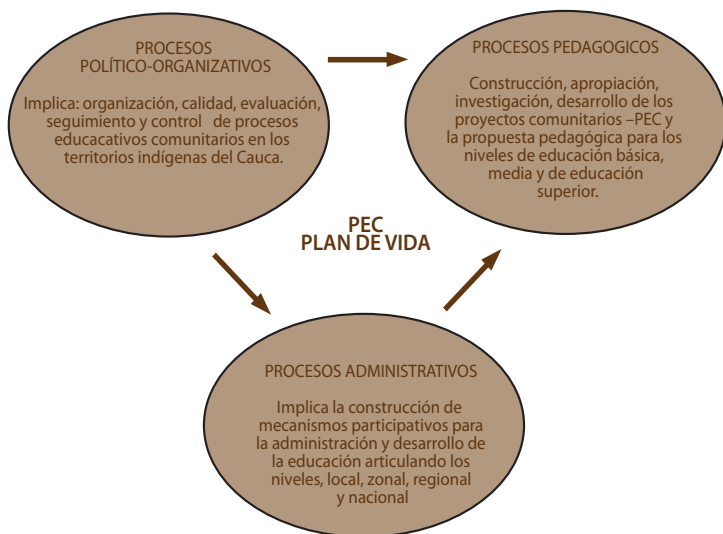 PROCESOS
POLÍTICO-ORGANIZATIVOS
Implica: organización, calidad, evaluación,
seguimiento y control de procesos
educacativos comunitarios en los
territorios indígenas del Cauca.
PROCESOS PEDAGOGICOS
Construcción, apropiación,
investigación, desarrollo de los
proyectos comunitarios –PEC y
la propuesta pedagógica para los
niveles de educación básica,
media y de educación
superior.
PEC
PLAN DE VIDA
PROCESOS ADMINISTRATIVOS
Implica la construcción de
mecanismos participativos para
la administración y desarrollo de
la educación articulando los
niveles, local, zonal, regional
y nacional